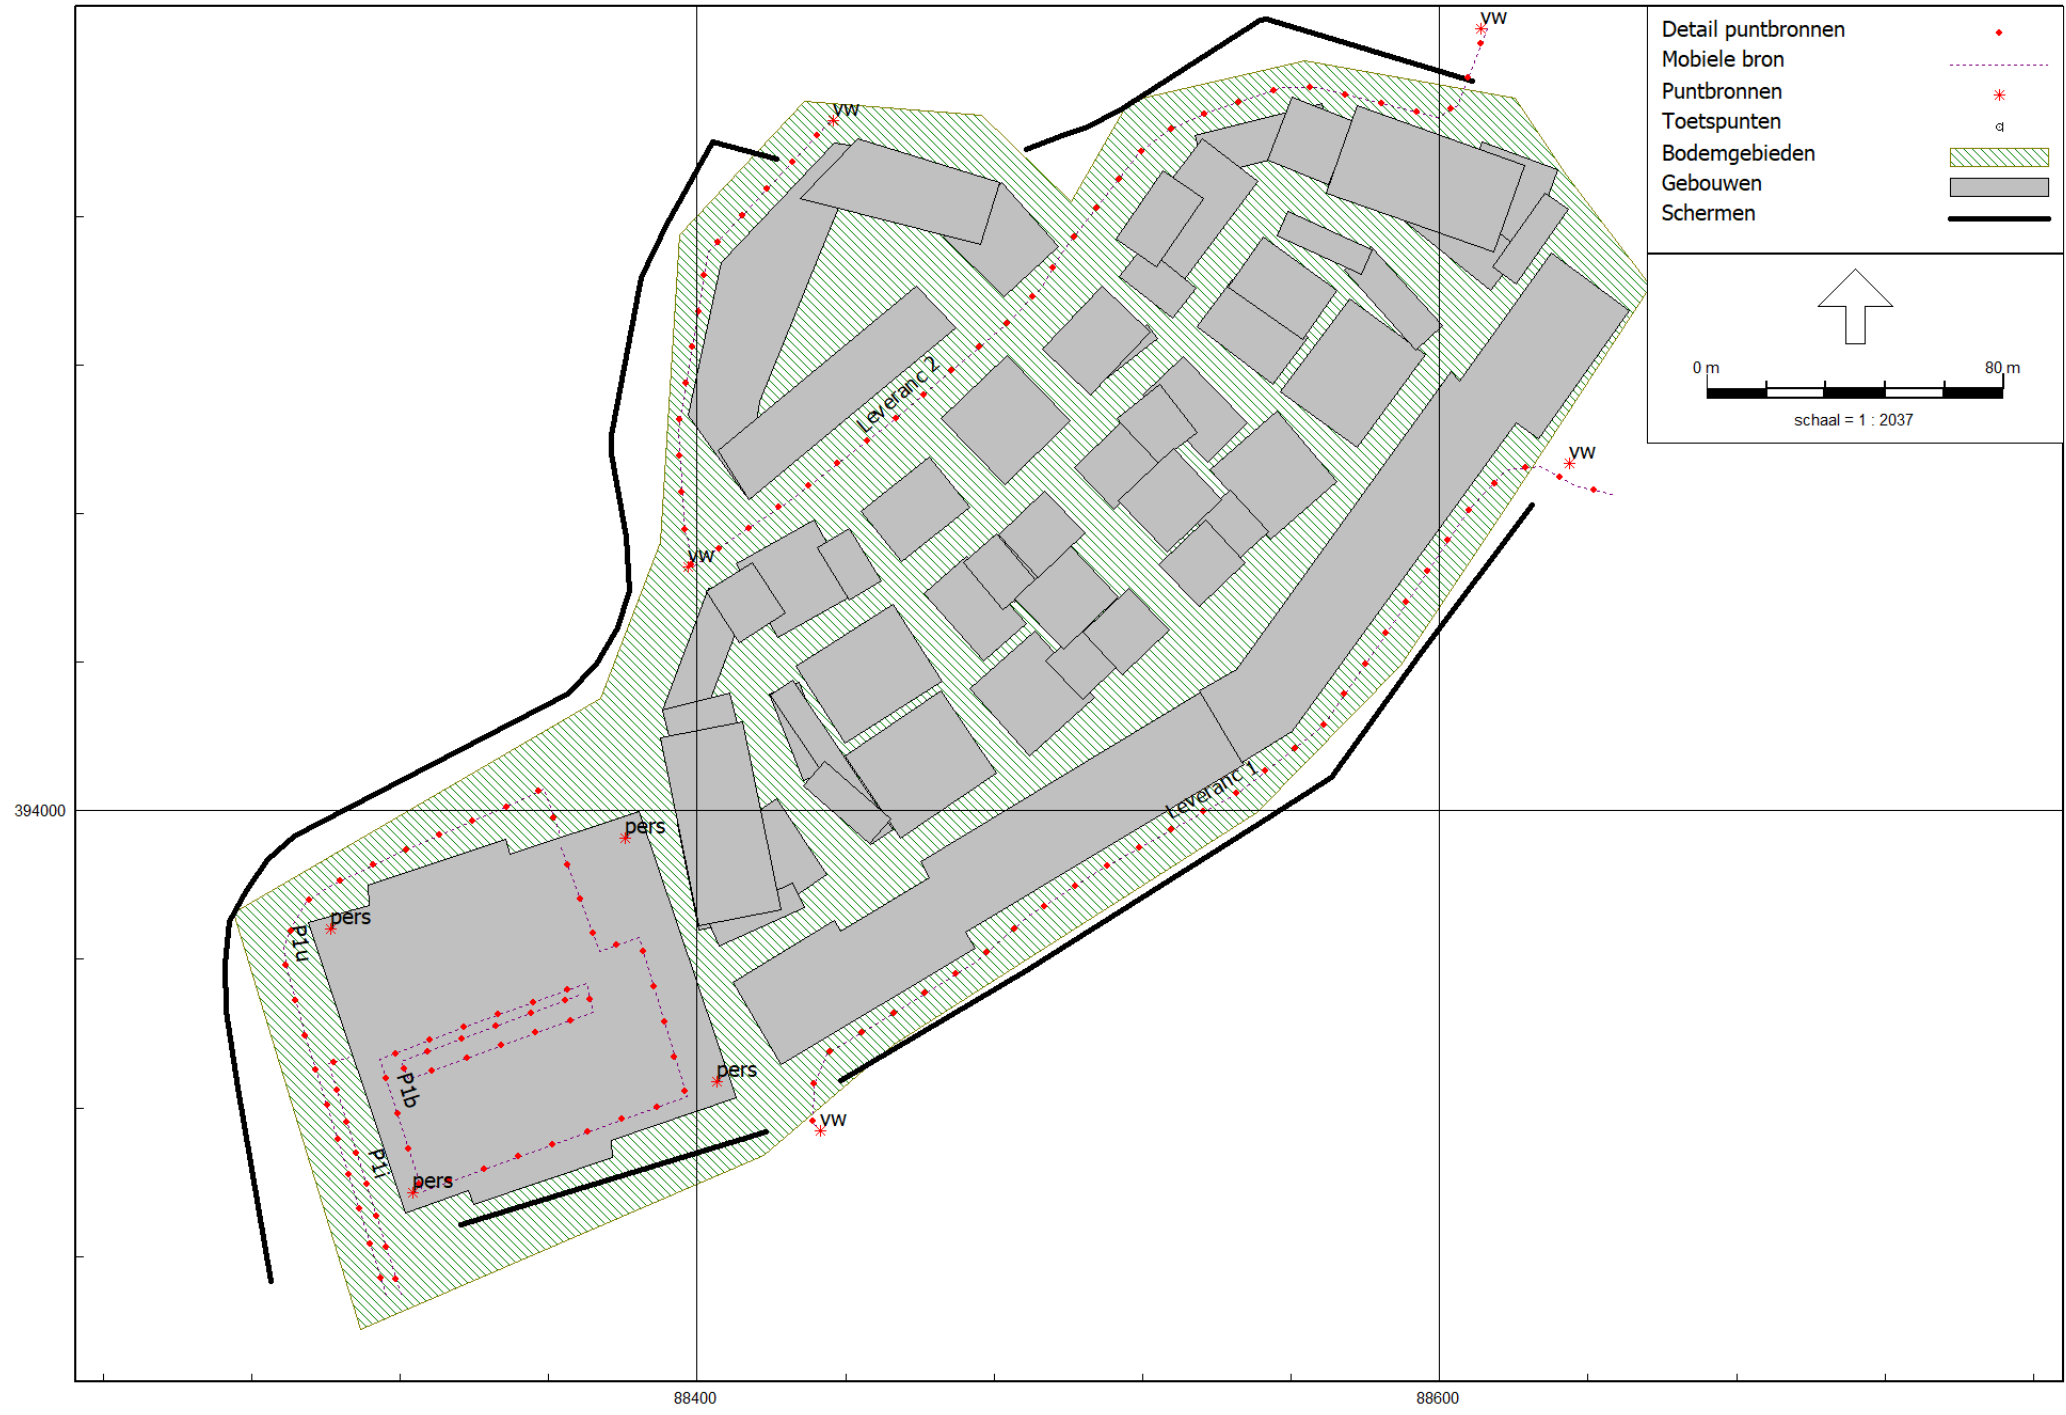 vw
Detail puntbronnen
Mobiele bron
Puntbronnen
Toetspunten
Bodemgebieden
Gebouwen
Schermen
vw
0 m 80 m
schaal = 1 : 2037
Leveranc 2
vw
vw
Leveranc 1
394000
pers
pers
P1u
pers
P1b
vw
P1i
pers
88400 88600